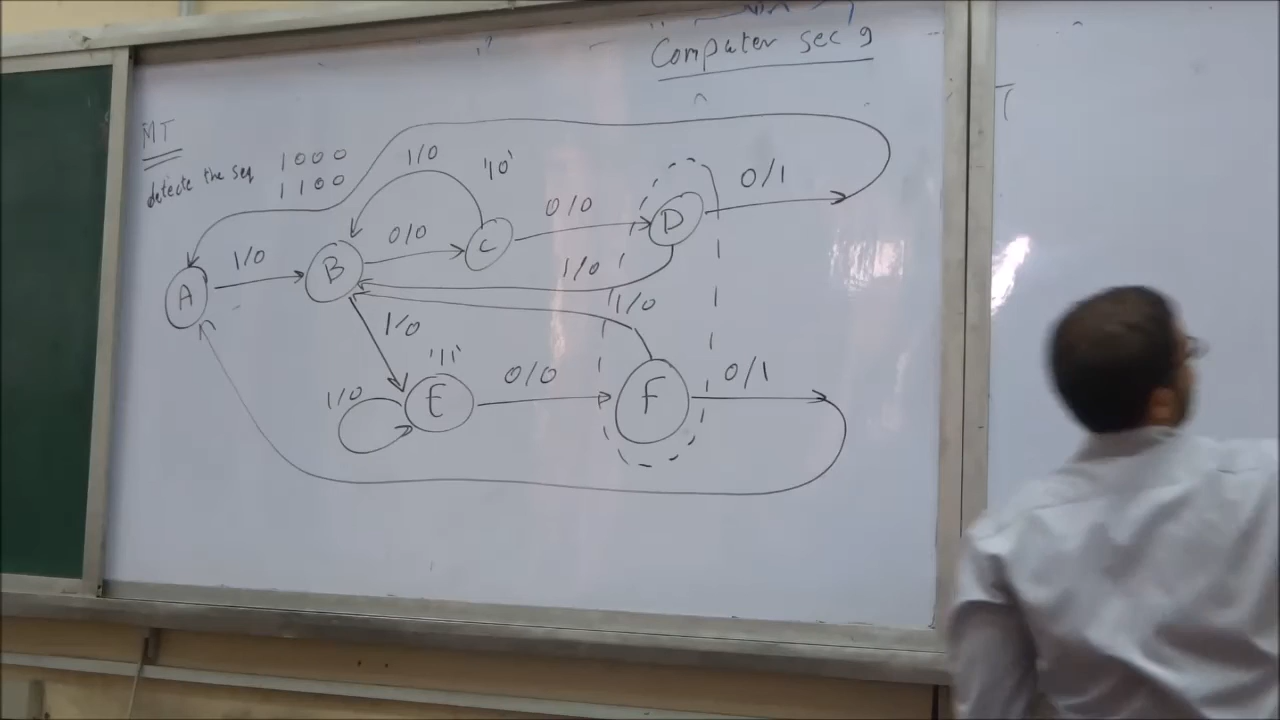 Computer sec 9
MT
detecte the seq 1000
1100
1/0
'10'
0/1
0/0
D
0/0
C
1/0
B
1/0
A
1/0
1/0
'11'
0/0
0/1
1/0
E
F